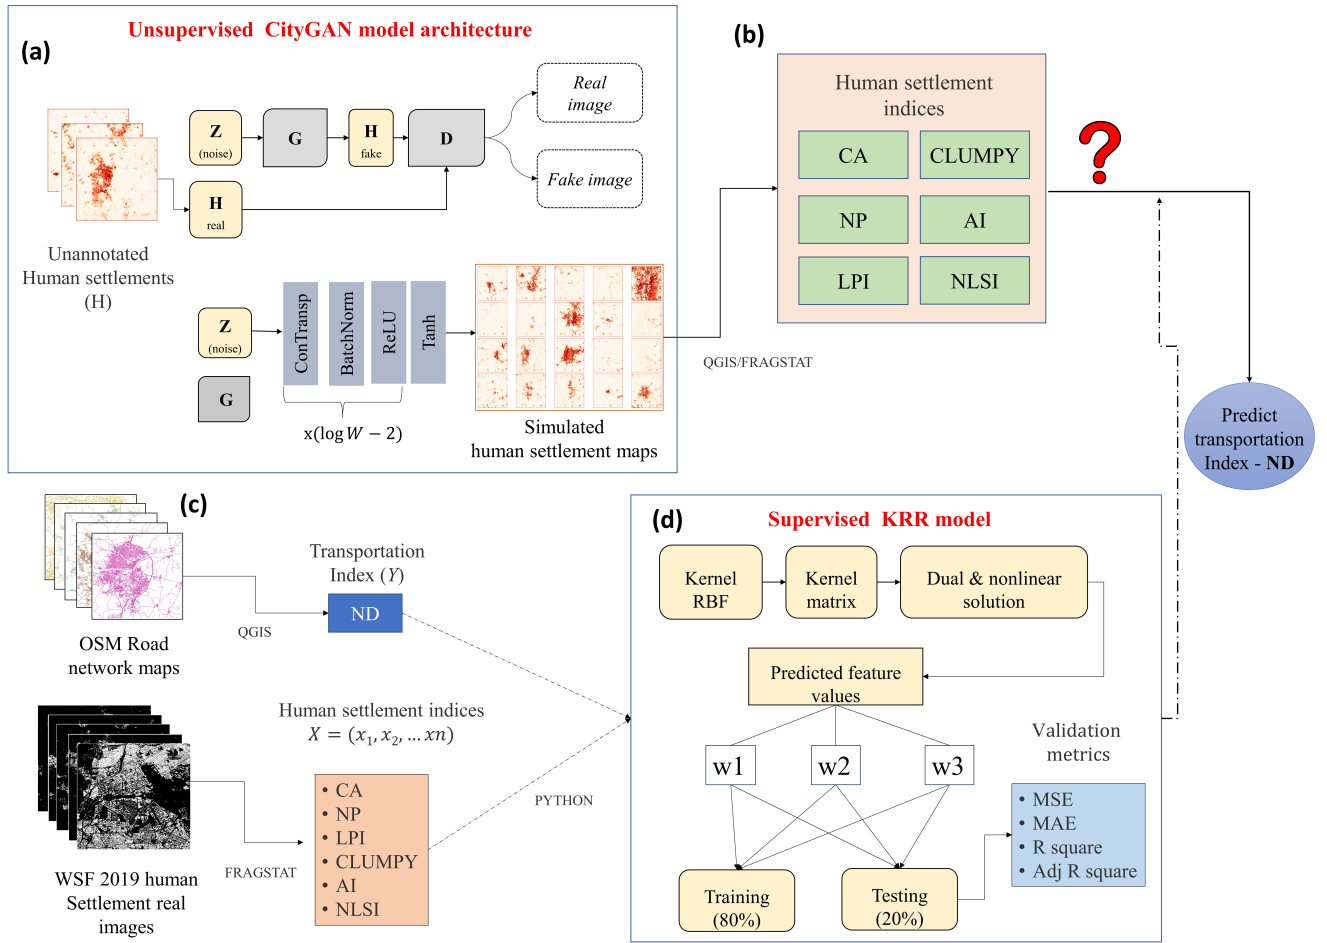 Unsupervised CityGAN model architecture
(a)
Real
image
Z
(noise)
G
H
fake
D
Fake image
H
real
Unannotated
Human settlements
(H)
Z
(noise)
G
ConTransp
BatchNorm
ReLU
Tanh
x(log W − 2)
Simulated
human settlement maps
QGIS/FRAGSTAT
(b)
Human settlement
indices
CA
CLUMPY
NP
AI
LPI
NLSI
?
Predict
transportation
Index - ND
(c)
OSM Road
network maps
QGIS
Transportation
Index (Y)
ND
WSF 2019 human
Settlement real
images
FRAGSTAT
Human settlement indices
X = (x₁, x₂, … xn)
• CA
• NP
• LPI
• CLUMPY
• AI
• NLSI
PYTHON
(d)
Supervised KRR model
Kernel
RBF
Kernel
matrix
Dual & nonlinear
solution
Predicted feature
values
w1
w2
w3
Training
(80%)
Testing
(20%)
Validation
metrics
• MSE
• MAE
• R square
• Adj R square